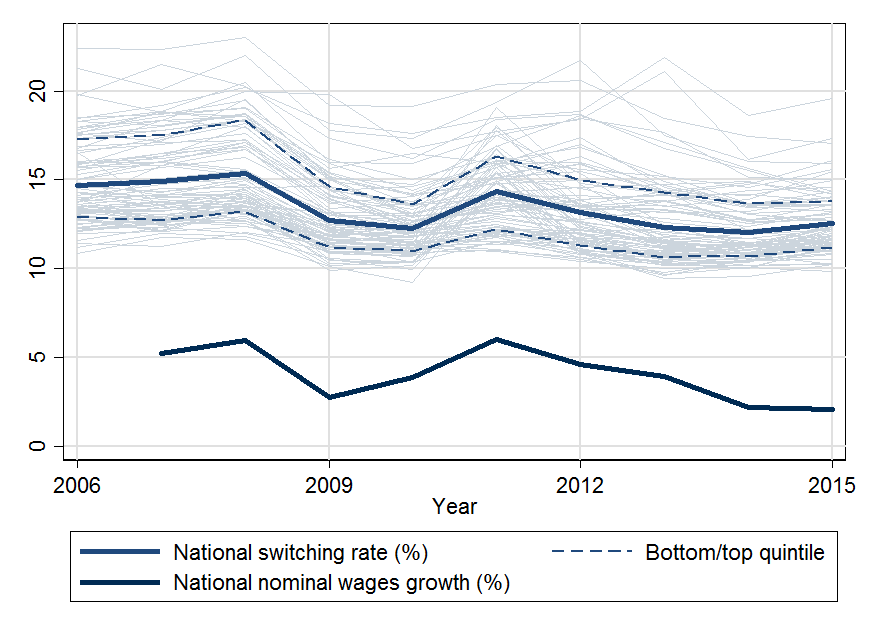 20
15
10
5
0
2006 2009 2012 2015
Year
National switching rate (%) Bottom/top quintile
National nominal wages growth (%)